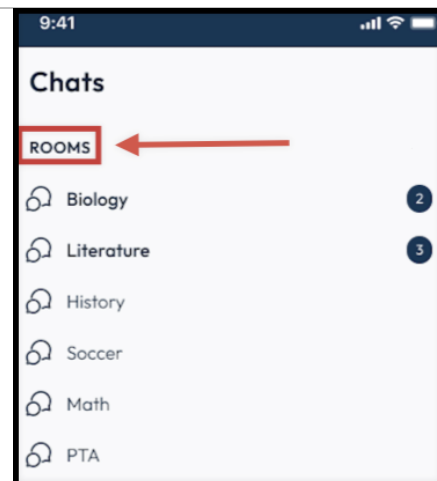 9:41
Chats
ROOMS
Biology 2
Literature 3
History
Soccer
Math
PTA